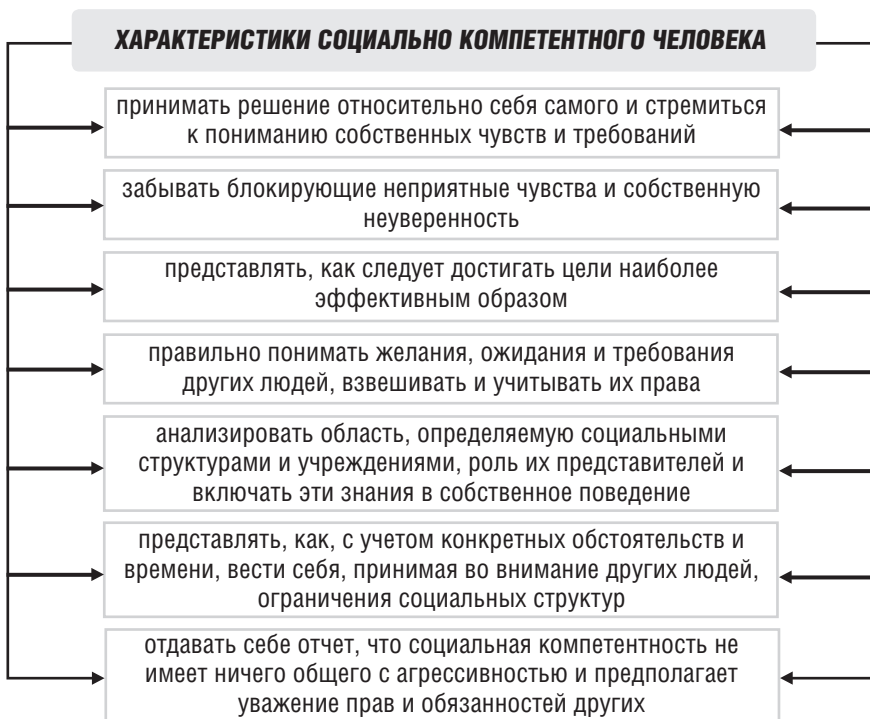 ХАРАКТЕРИСТИКИ СОЦИАЛЬНО КОМПЕТЕНТНОГО ЧЕЛОВЕКА
принимать решение относительно себя самого и стремиться
к пониманию собственных чувств и требований
забывать блокирующие неприятные чувства и собственную
неуверенность
представлять, как следует достигать цели наиболее
эффективным образом
правильно понимать желания, ожидания и требования
других людей, взвешивать и учитывать их права
анализировать область, определяемую социальными
структурами и учреждениями, роль их представителей и
включать эти знания в собственное поведение
представлять, как, с учетом конкретных обстоятельств и
времени, вести себя, принимая во внимание других людей,
ограничения социальных структур
отдавать себе отчет, что социальная компетентность не
имеет ничего общего с агрессивностью и предполагает
уважение прав и обязанностей других